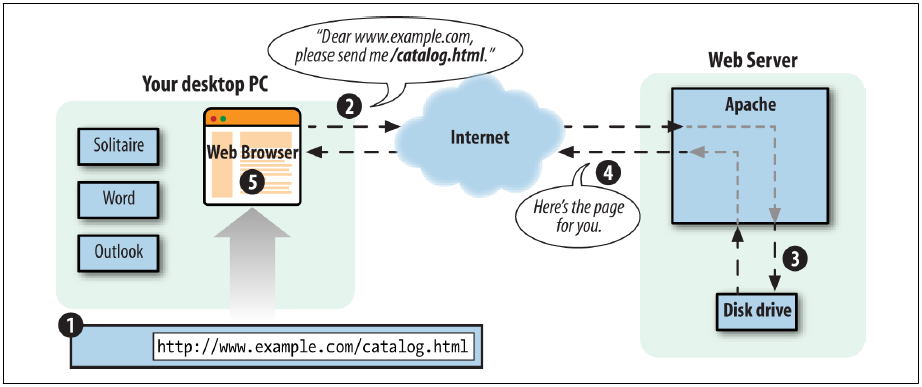 “Dear www.example.com,
please send me /catalog.html.”
Your desktop PC
Web Server
2
Apache
Solitaire
Web Browser
Internet
5
4
Word
Here’s the page
for you.
Outlook
3
Disk drive
1
http://www.example.com/catalog.html